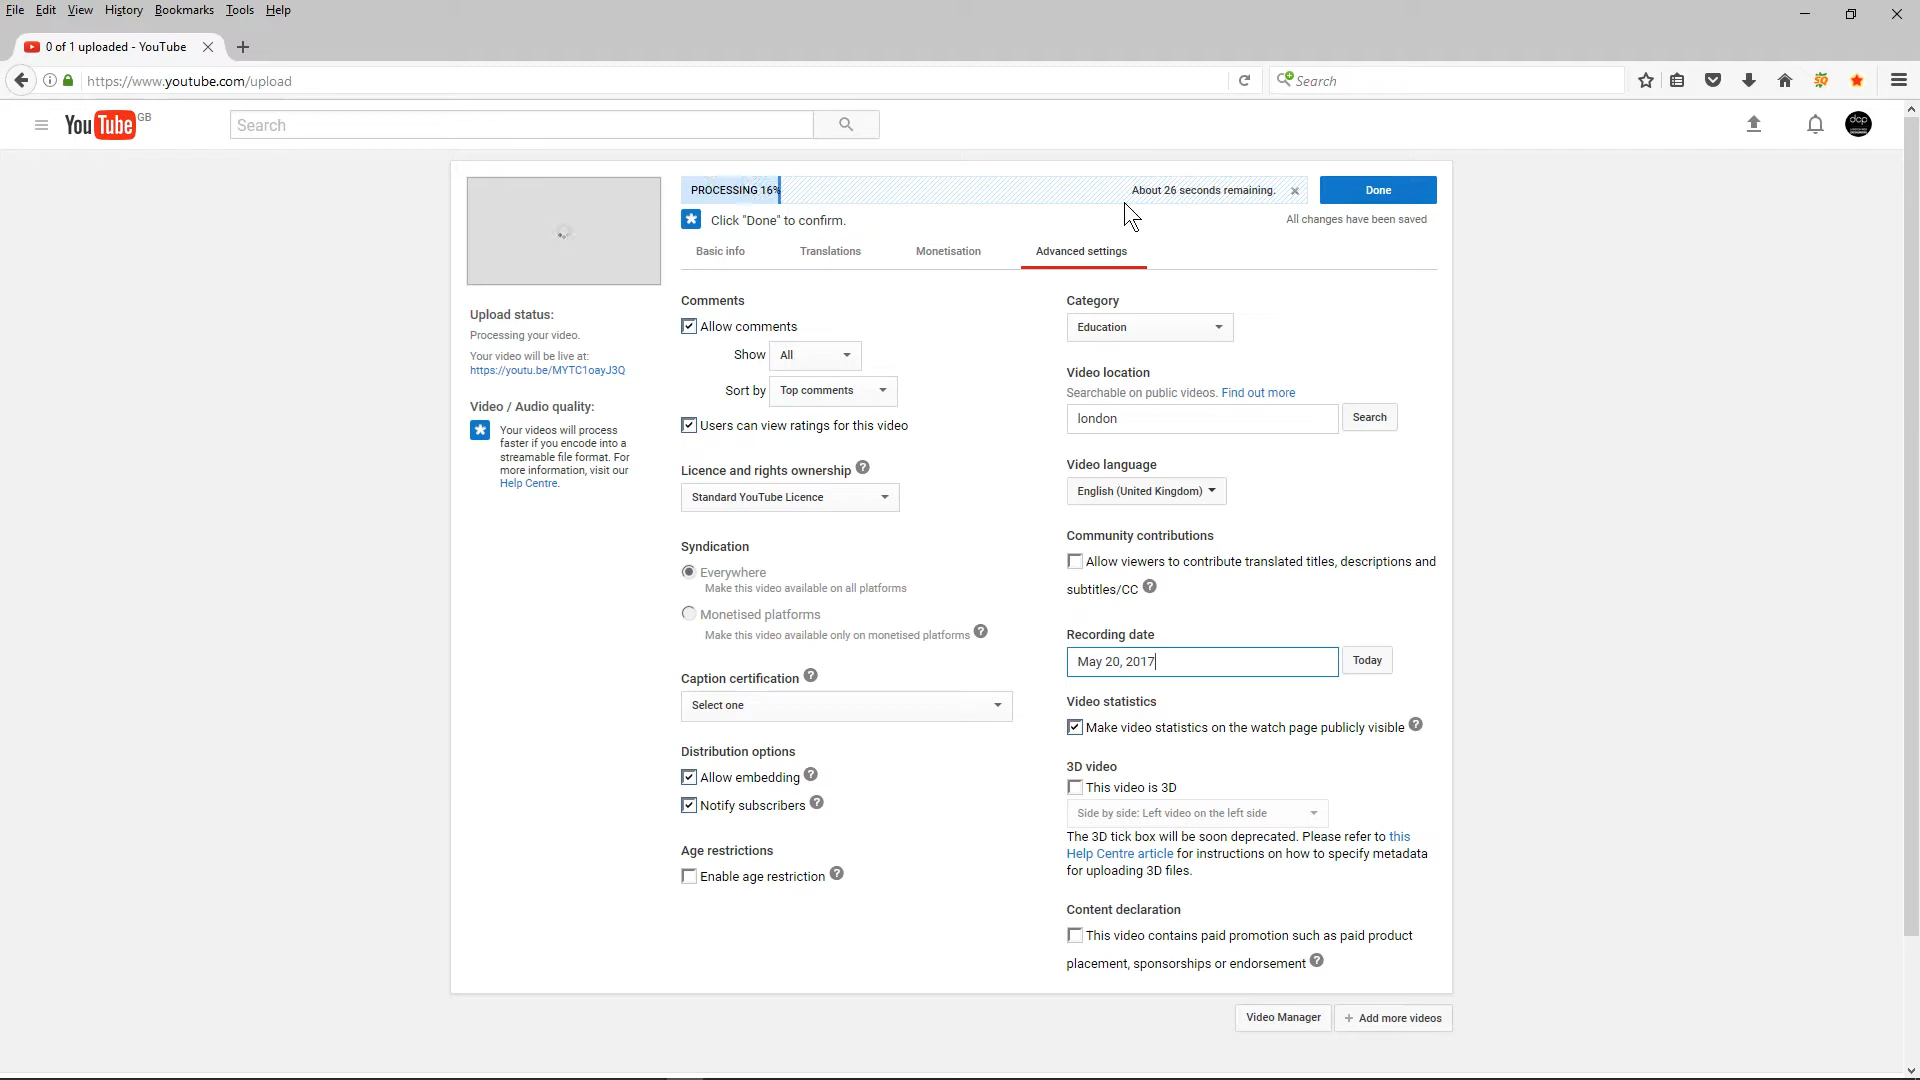 File Edit View History Bookmarks Tools Help
0 of 1 uploaded - YouTube
https://www.youtube.com/upload
Search
YouTube GB
Search
dcp
PROCESSING 16%
About 26 seconds remaining.
Done
Click "Done" to confirm.
All changes have been saved
Basic info Translations Monetisation Advanced settings
Upload status:
Processing your video.
Your video will be live at:
https://youtu.be/MYTC1oayJ3Q
Video / Audio quality:
Your videos will process
faster if you encode into a
streamable file format. For
more information, visit our
Help Centre.
Comments
Allow comments
Show All
Sort by Top comments
Users can view ratings for this video
Licence and rights ownership ?
Standard YouTube Licence
Syndication
Everywhere
Make this video available on all platforms
Monetised platforms
Make this video available only on monetised platforms ?
Caption certification ?
Select one
Distribution options
Allow embedding ?
Notify subscribers ?
Age restrictions
Enable age restriction ?
Category
Education
Video location
Searchable on public videos. Find out more
london Search
Video language
English (United Kingdom)
Community contributions
Allow viewers to contribute translated titles, descriptions and
subtitles/CC ?
Recording date
May 20, 2017 Today
Video statistics
Make video statistics on the watch page publicly visible ?
3D video
This video is 3D
Side by side: Left video on the left side
The 3D tick box will be soon deprecated. Please refer to this
Help Centre article for instructions on how to specify metadata
for uploading 3D files.
Content declaration
This video contains paid promotion such as paid product
placement, sponsorships or endorsement ?
Video Manager + Add more videos